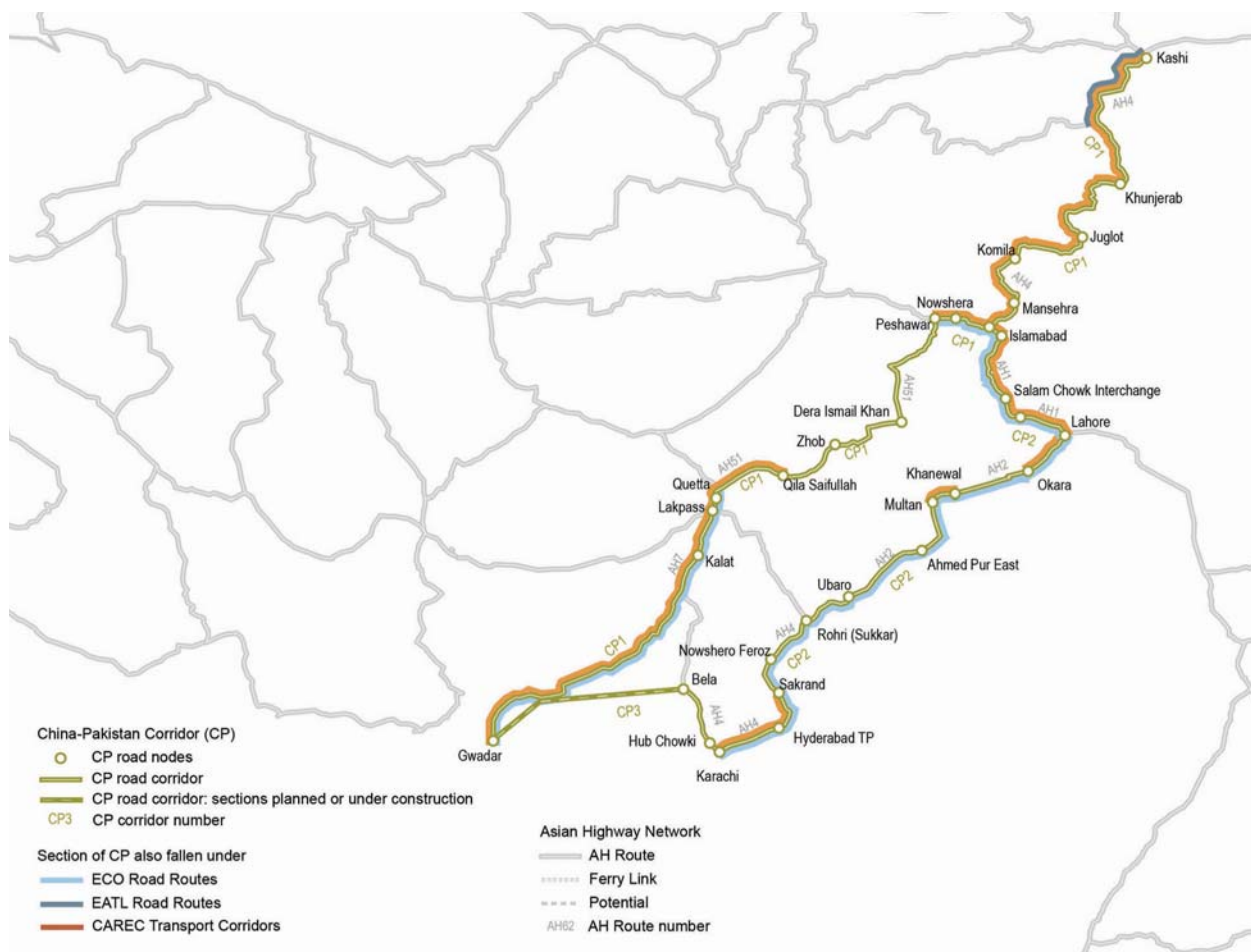 Kashi
AH4
CP1
Khunjerab
Juglot
Komila
CP1
AH4
Mansehra
Nowshera
Peshawar
CP1
Islamabad
AH1
AH51
Salam Chowk Interchange
Dera Ismail Khan
AH1
Lahore
CP2
Zhob
CP1
AH51
Khanewal
AH2
Okara
Quetta
CP1
Qila Saifullah
Lakpass
Multan
Kalat
AH7
AH2
Ahmed Pur East
CP2
Ubaro
AH4
Rohri (Sukkar)
CP1
Nowshero Feroz
CP2
Bela
Sakrand
CP3
AH4
AH4
Hub Chowki
Hyderabad TP
Gwadar
Karachi
China-Pakistan Corridor (CP)
CP road nodes
CP road corridor
CP road corridor: sections planned or under construction
CP3 CP corridor number
Section of CP also fallen under
ECO Road Routes
EATL Road Routes
CAREC Transport Corridors
Asian Highway Network
AH Route
Ferry Link
Potential
AH62 AH Route number